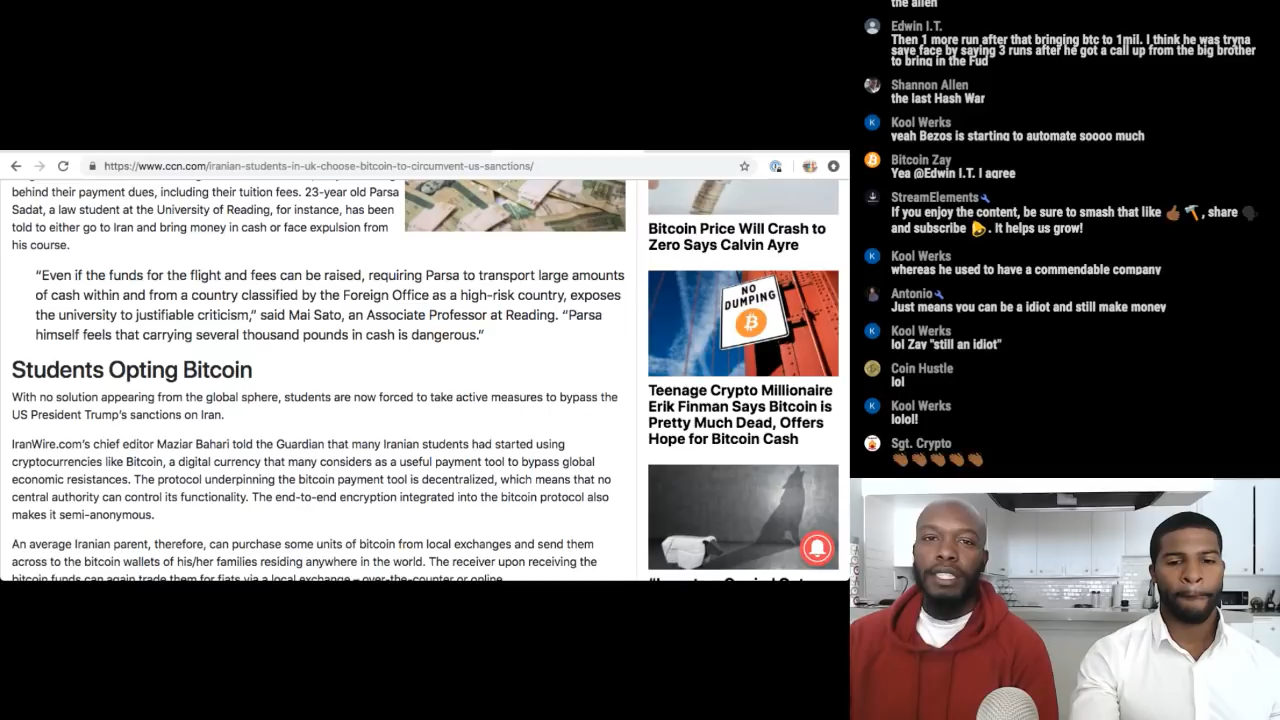 https://www.ccn.com/iranian-students-in-uk-choose-bitcoin-to-circumvent-us-sanctions/
behind their payment dues, including their tuition fees. 23-year old Parsa
Sadat, a law student at the University of Reading, for instance, has been
told to either go to Iran and bring money in cash or face expulsion from
his course.
“Even if the funds for the flight and fees can be raised, requiring Parsa to transport large amounts
of cash within and from a country classified by the Foreign Office as a high-risk country, exposes
the university to justifiable criticism,” said Mai Sato, an Associate Professor at Reading. “Parsa
himself feels that carrying several thousand pounds in cash is dangerous.”
Students Opting Bitcoin
With no solution appearing from the global sphere, students are now forced to take active measures to bypass the
US President Trump’s sanctions on Iran.
IranWire.com’s chief editor Maziar Bahari told the Guardian that many Iranian students had started using
cryptocurrencies like Bitcoin, a digital currency that many considers as a useful payment tool to bypass global
economic resistances. The protocol underpinning the bitcoin payment tool is decentralized, which means that no
central authority can control its functionality. The end-to-end encryption integrated into the bitcoin protocol also
makes it semi-anonymous.
An average Iranian parent, therefore, can purchase some units of bitcoin from local exchanges and send them
across to the bitcoin wallets of his/her families residing anywhere in the world. The receiver upon receiving the
bitcoin funds can again trade them for fiats via a local exchange – over-the-counter or online.
Bitcoin Price Will Crash to
Zero Says Calvin Ayre
NO
DUMPING
Teenage Crypto Millionaire
Erik Finman Says Bitcoin is
Pretty Much Dead, Offers
Hope for Bitcoin Cash
the alien
Edwin I.T.
Then 1 more run after that bringing btc to 1mil. I think he was tryna
save face by saying 3 runs after he got a call up from the big brother
to bring in the Fud
Shannon Allen
the last Hash War
K
Kool Werks
yeah Bezos is starting to automate soooo much
Bitcoin Zay
Yea @Edwin I.T. I agree
StreamElements
If you enjoy the content, be sure to smash that like 👍🏾 🔨, share 🗣
and subscribe 🔔. It helps us grow!
K
Kool Werks
whereas he used to have a commendable company
Antonio
Just means you can be a idiot and still make money
K
Kool Werks
lol Zay "still an idiot"
Coin Hustle
lol
K
Kool Werks
lolol!
Sgt. Crypto
👏🏾👏🏾👏🏾👏🏾👏🏾